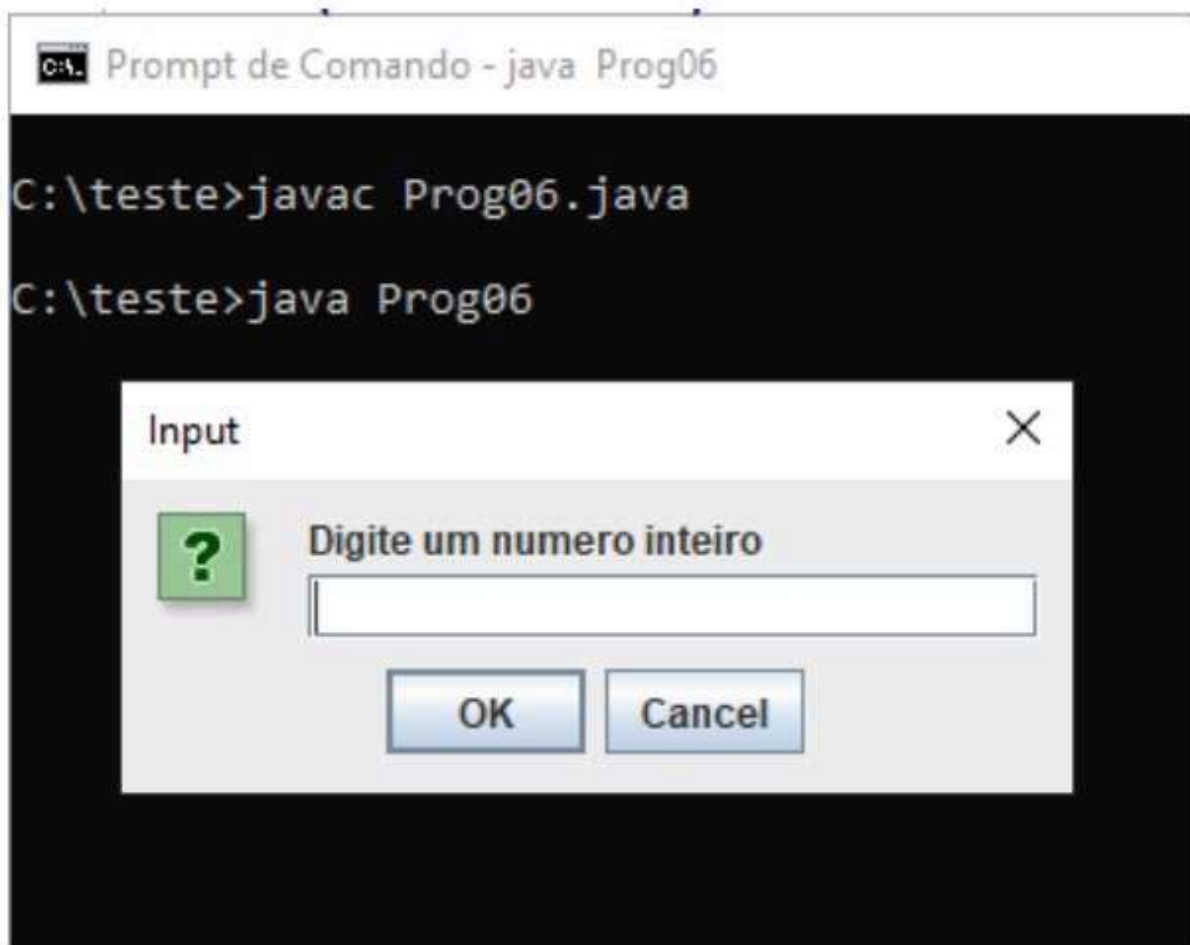 Prompt de Comando - java Prog06
C:\teste>javac Prog06.java
C:\teste>java Prog06
Input
Digite um numero inteiro
OK Cancel